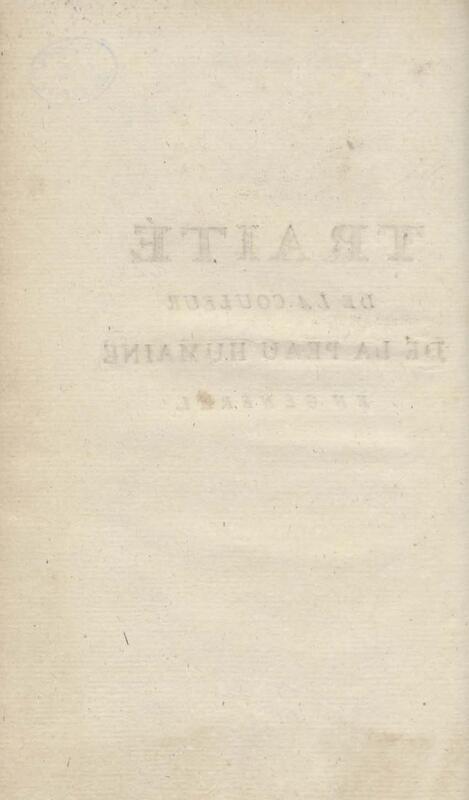 TRAITÉ
DE LA COULEUR
DE LA PEAU HUMAINE
EN GÉNÉRAL